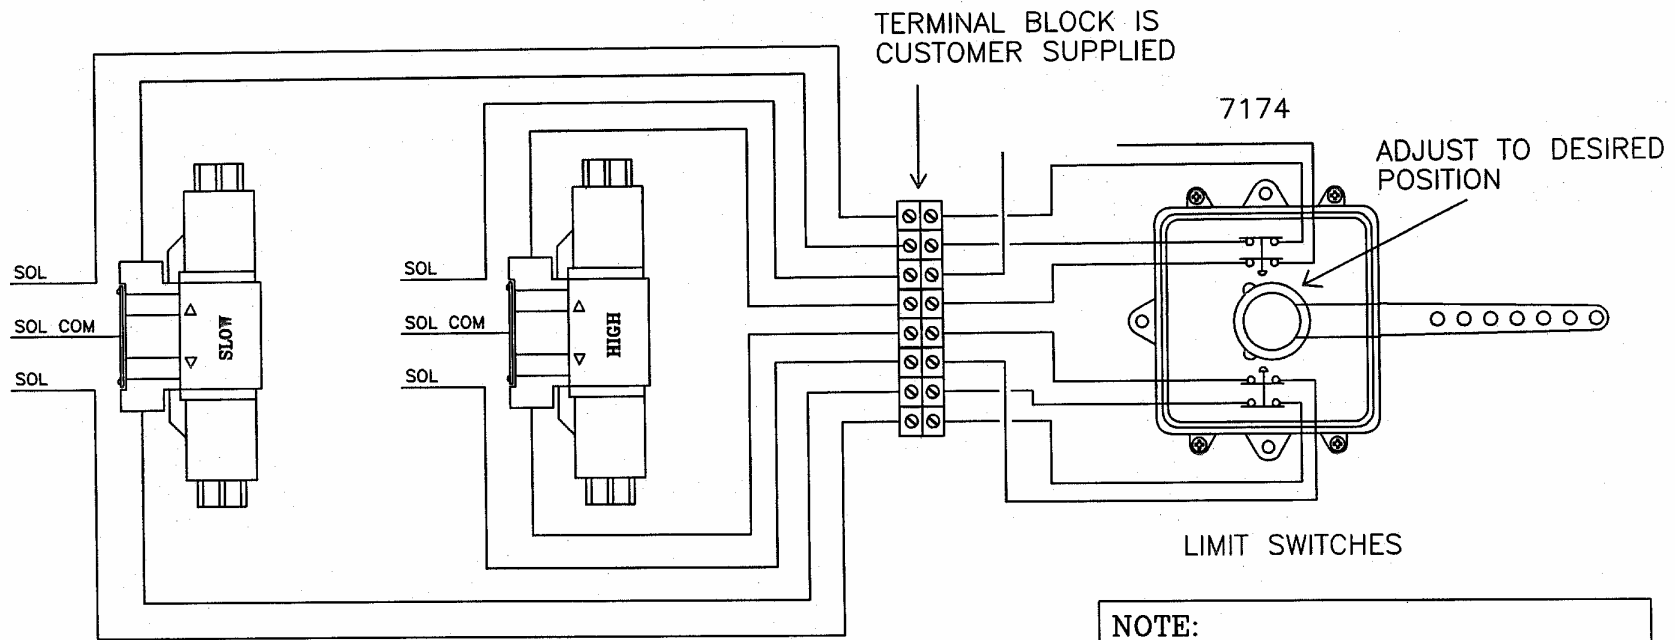 TERMINAL BLOCK IS
CUSTOMER SUPPLIED
7174
ADJUST TO DESIRED
POSITION
SOL
SOL COM
SOL
SLOW
SOL
SOL COM
SOL
HIGH
LIMIT SWITCHES
NOTE: